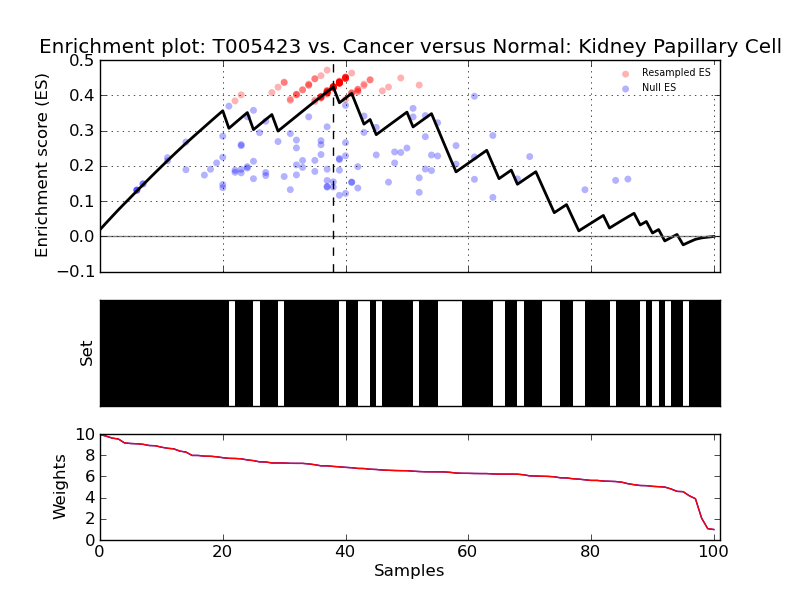 Enrichment plot: T005423 vs. Cancer versus Normal: Kidney Papillary Cell
0.5
0.4
0.3
0.2
0.1
0.0
−0.1
Enrichment score (ES)
Resampled ES
Null ES
Set
10
8
6
4
2
0
Weights
0 20 40 60 80 100
Samples